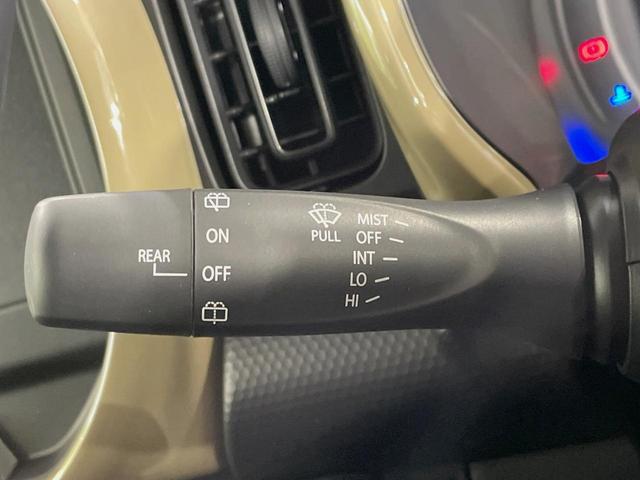 REAR
ON
OFF
PULL
MIST
OFF
INT
LO
HI